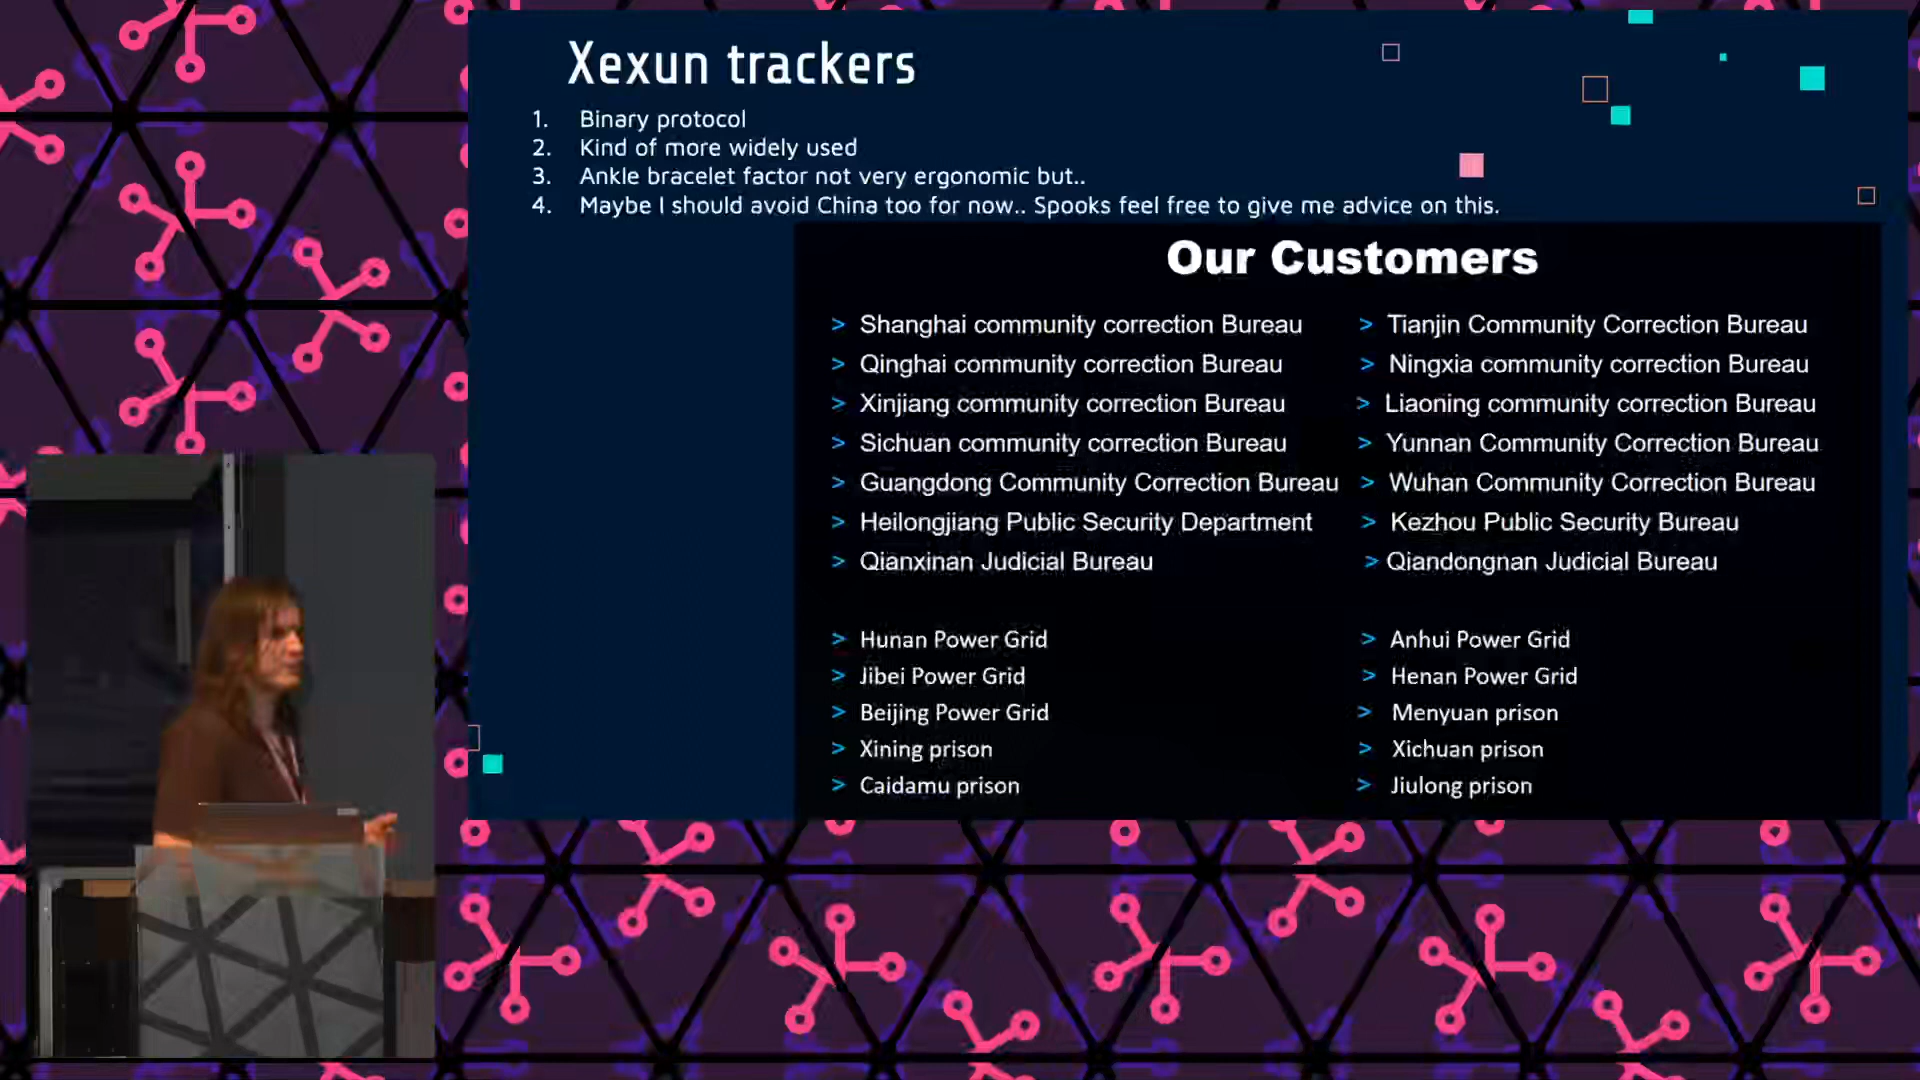 Xexun trackers
1. Binary protocol
2. Kind of more widely used
3. Ankle bracelet factor not very ergonomic but..
4. Maybe I should avoid China too for now.. Spooks feel free to give me advice on this.
Our Customers
> Shanghai community correction Bureau
> Qinghai community correction Bureau
> Xinjiang community correction Bureau
> Sichuan community correction Bureau
> Guangdong Community Correction Bureau
> Heilongjiang Public Security Department
> Qianxinan Judicial Bureau
> Tianjin Community Correction Bureau
> Ningxia community correction Bureau
> Liaoning community correction Bureau
> Yunnan Community Correction Bureau
> Wuhan Community Correction Bureau
> Kezhou Public Security Bureau
> Qiandongnan Judicial Bureau
> Hunan Power Grid
> Jibei Power Grid
> Beijing Power Grid
> Xining prison
> Caidamu prison
> Anhui Power Grid
> Henan Power Grid
> Menyuan prison
> Xichuan prison
> Jiulong prison